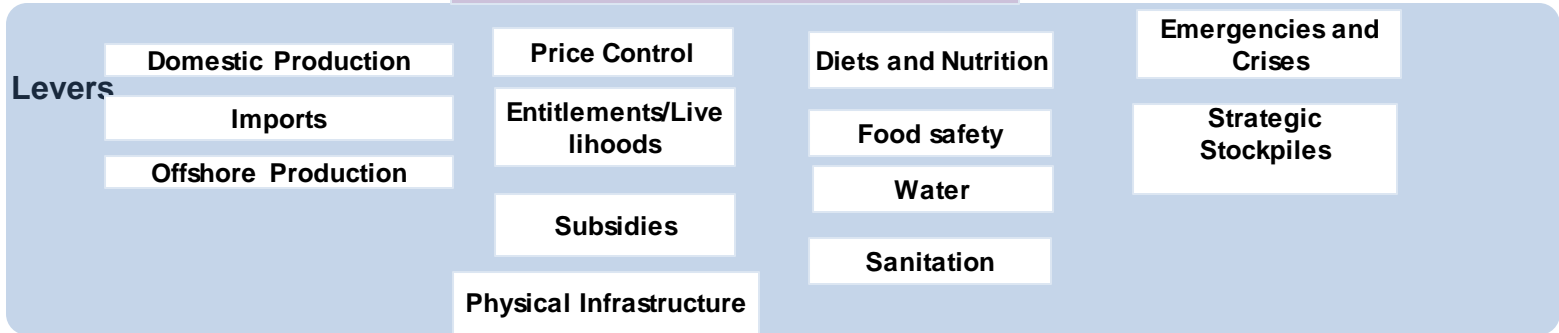 Levers
Domestic Production
Imports
Offshore Production
Price Control
Entitlements/Live
lihoods
Subsidies
Physical Infrastructure
Diets and Nutrition
Food safety
Water
Sanitation
Emergencies and
Crises
Strategic
Stockpiles